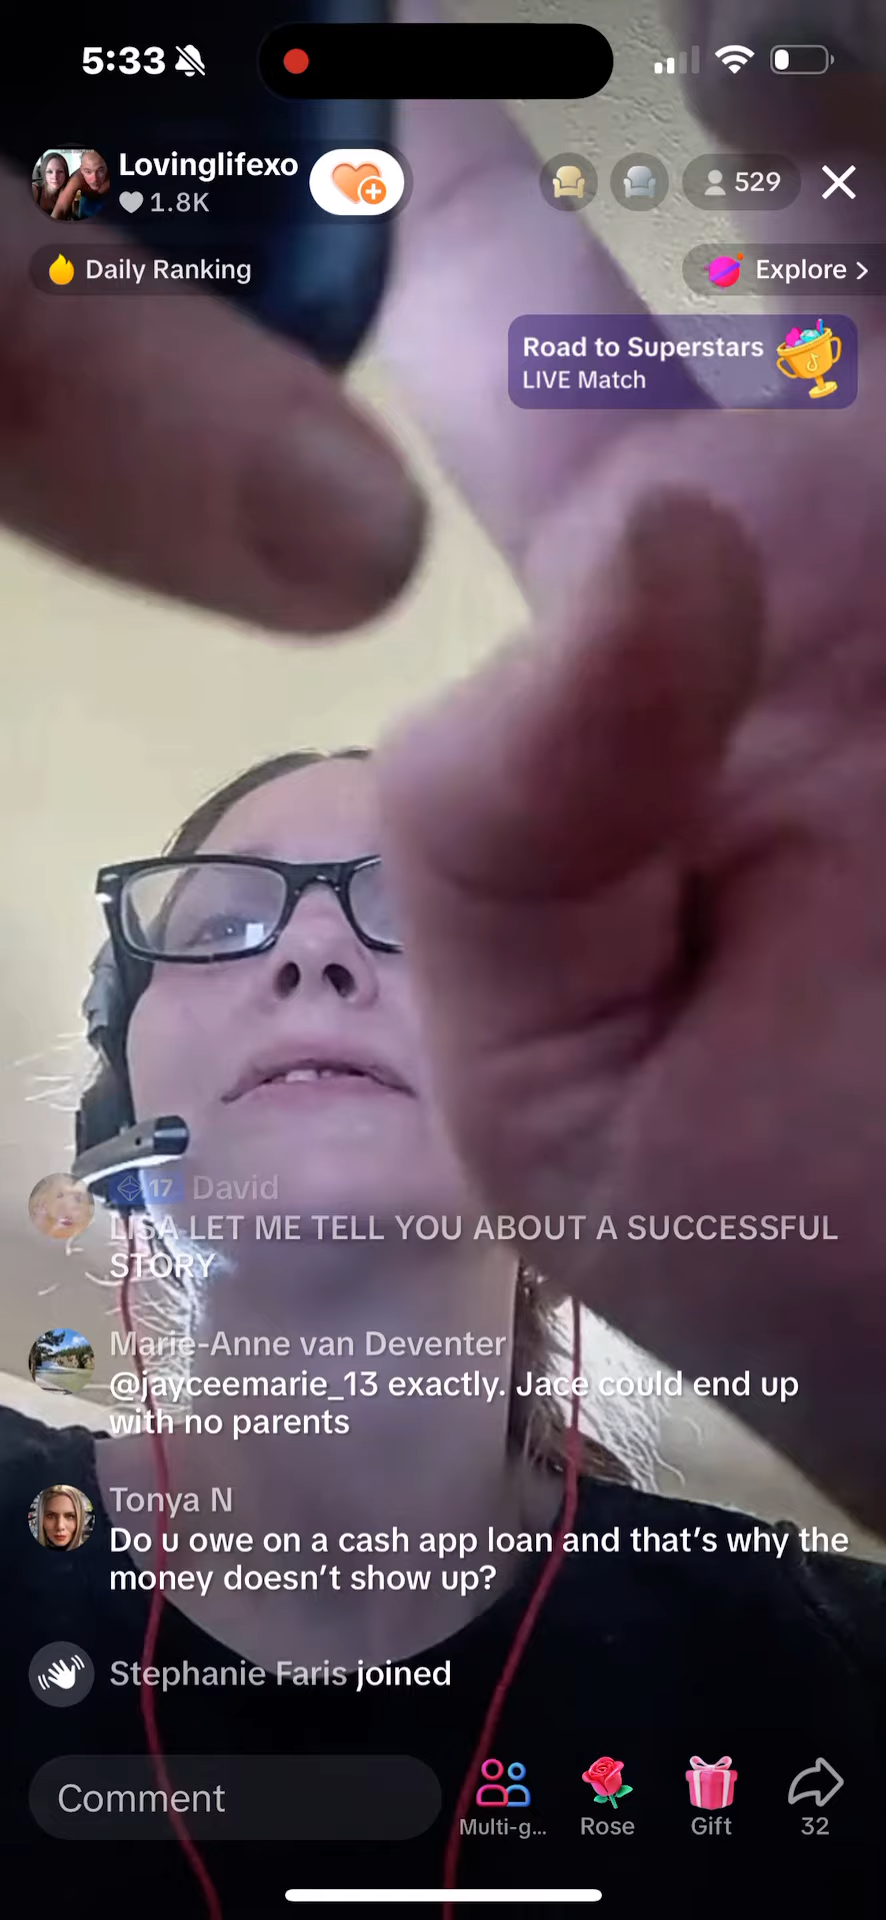 5:33
Lovinglifexo
1.8K
529
Daily Ranking
Explore >
Road to Superstars
LIVE Match
17 David
LISA LET ME TELL YOU ABOUT A SUCCESSFUL
STORY
Marie-Anne van Deventer
@jayceemarie_13 exactly. Jace could end up
with no parents
Tonya N
Do u owe on a cash app loan and that's why the
money doesn't show up?
Stephanie Faris joined
Comment
Multi-g...
Rose
Gift
32